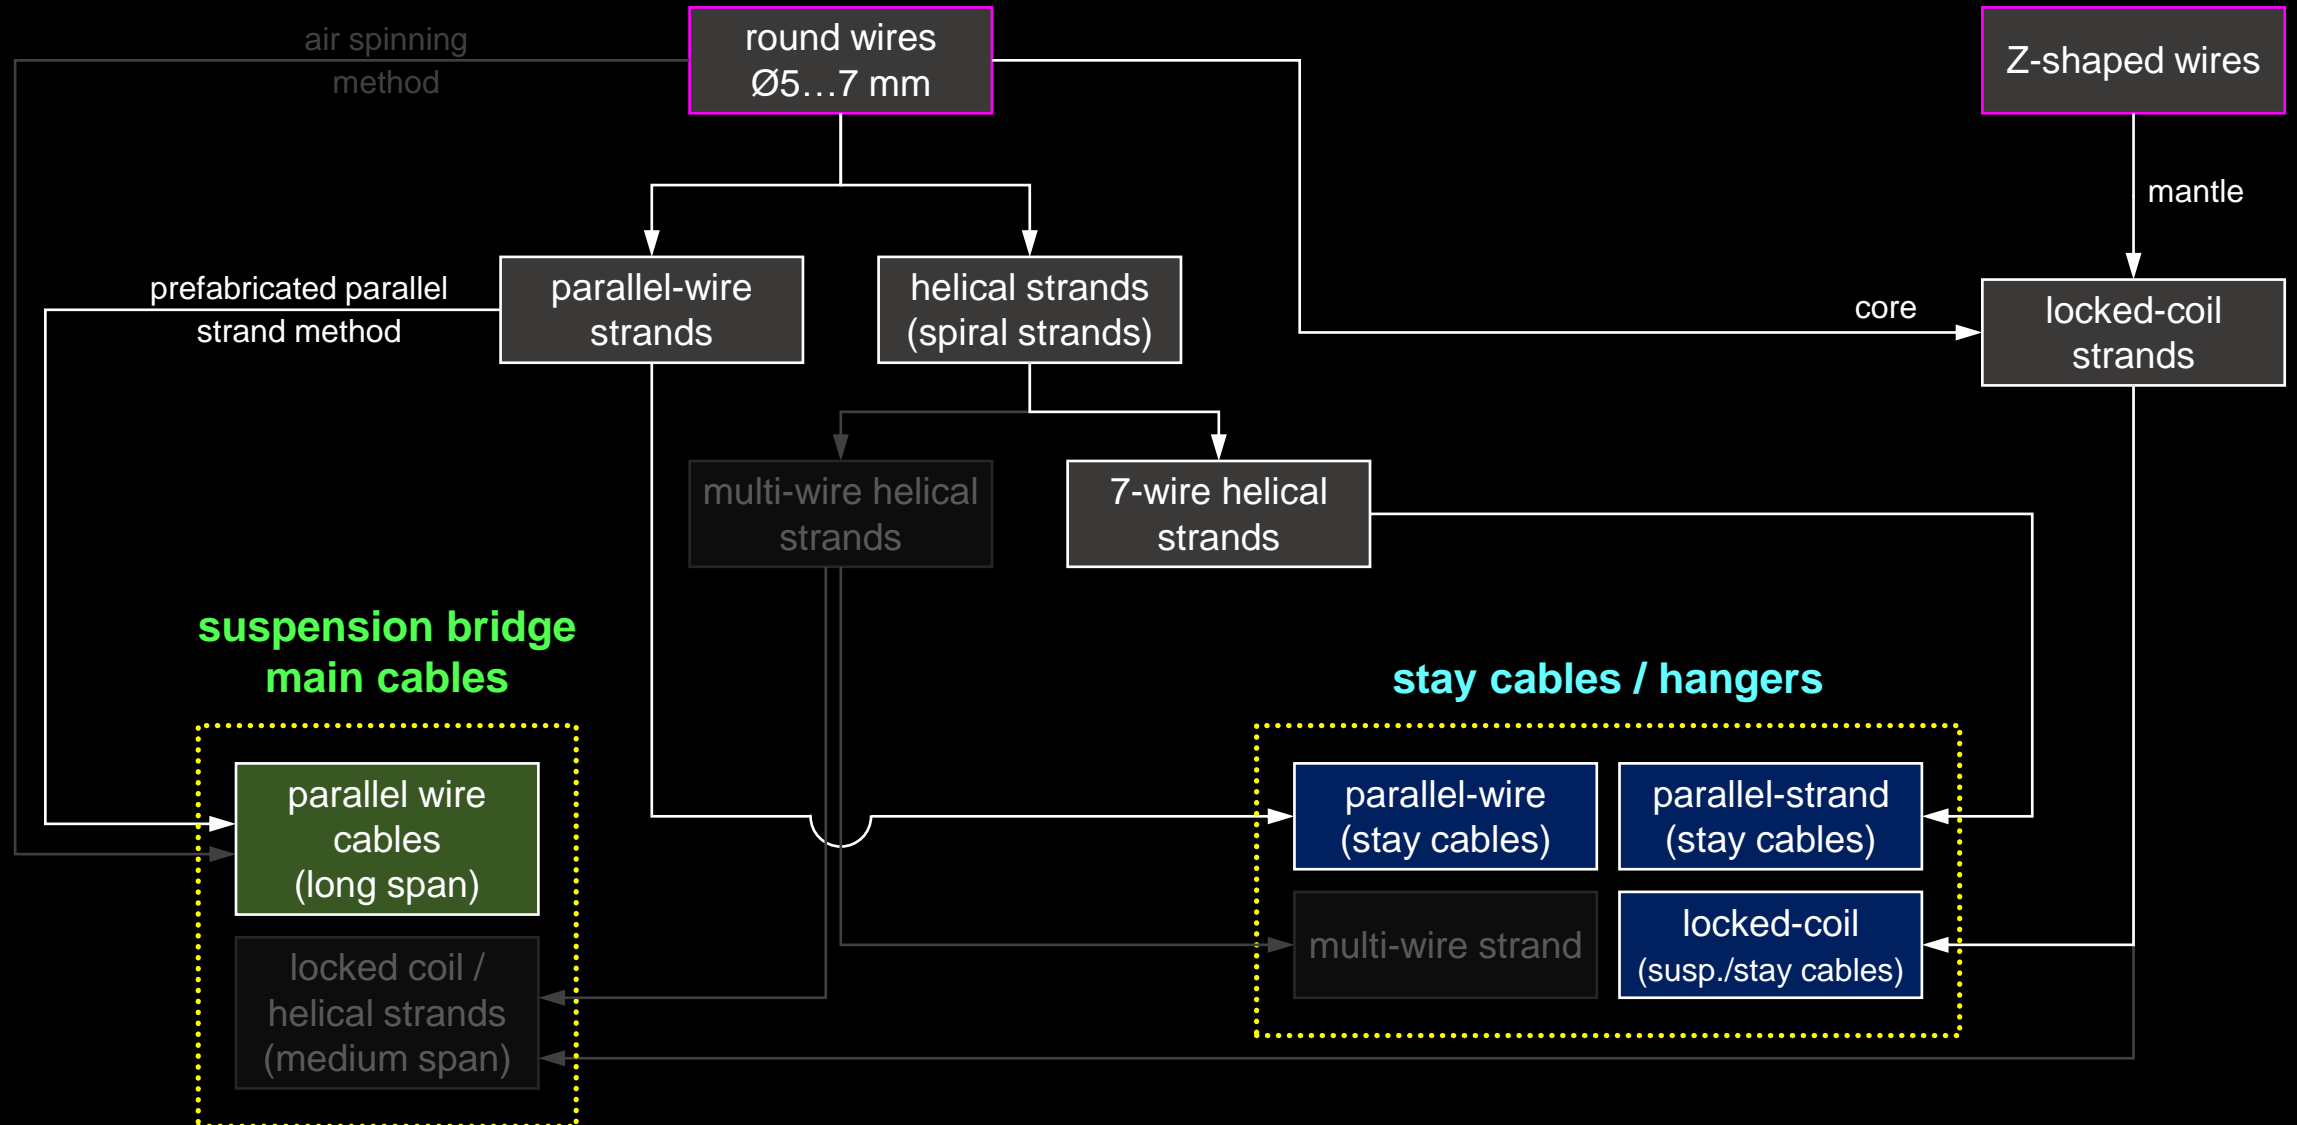 air spinning
method
round wires
Ø5…7 mm
Z-shaped wires
mantle
prefabricated parallel
strand method
parallel-wire
strands
helical strands
(spiral strands)
core
locked-coil
strands
multi-wire helical
strands
7-wire helical
strands
suspension bridge
main cables
stay cables / hangers
parallel wire
cables
(long span)
parallel-wire
(stay cables)
parallel-strand
(stay cables)
locked coil /
helical strands
(medium span)
multi-wire strand
locked-coil
(susp./stay cables)